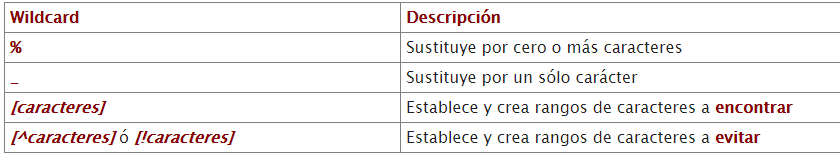 Wildcard Descripción
% Sustituye por cero o más caracteres
_ Sustituye por un sólo carácter
[caracteres] Establece y crea rangos de caracteres a encontrar
[^caracteres] ó [!caracteres] Establece y crea rangos de caracteres a evitar